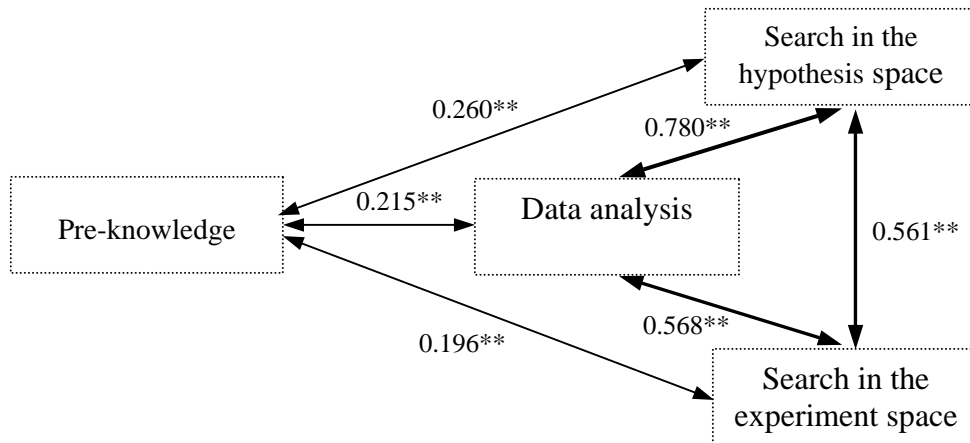 Search in the
hypothesis space
0.260**
0.780**
0.215**
Data analysis
Pre-knowledge
0.561**
0.568**
0.196**
Search in the
experiment space